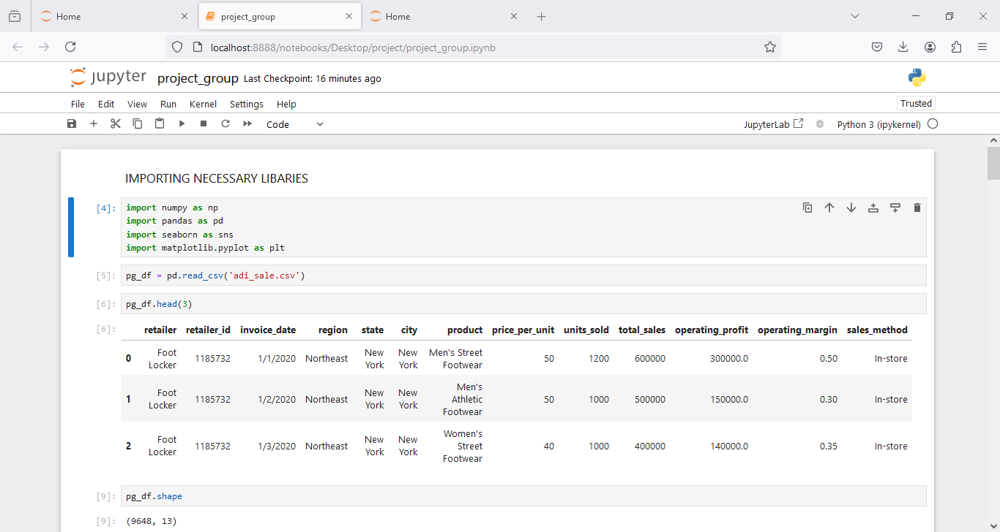 Home
project_group
Home
localhost:8888/notebooks/Desktop/project/project_group.ipynb
jupyter project_group Last Checkpoint: 16 minutes ago
File Edit View Run Kernel Settings Help
Trusted
Code
JupyterLab
Python 3 (ipykernel)
IMPORTING NECESSARY LIBARIES
[4]:
import numpy as np
import pandas as pd
import seaborn as sns
import matplotlib.pyplot as plt
[5]: pg_df = pd.read_csv('adi_sale.csv')
[6]: pg_df.head(3)
[6]: retailer retailer_id invoice_date region state city product price_per_unit units_sold total_sales operating_profit operating_margin sales_method
0 Foot Locker 1185732 1/1/2020 Northeast New York New York Men's Street Footwear 50 1200 600000 300000.0 0.50 In-store
1 Foot Locker 1185732 1/2/2020 Northeast New York New York Men's Athletic Footwear 50 1000 500000 150000.0 0.30 In-store
2 Foot Locker 1185732 1/3/2020 Northeast New York New York Women's Street Footwear 40 1000 400000 140000.0 0.35 In-store
[9]: pg_df.shape
[9]: (9648, 13)